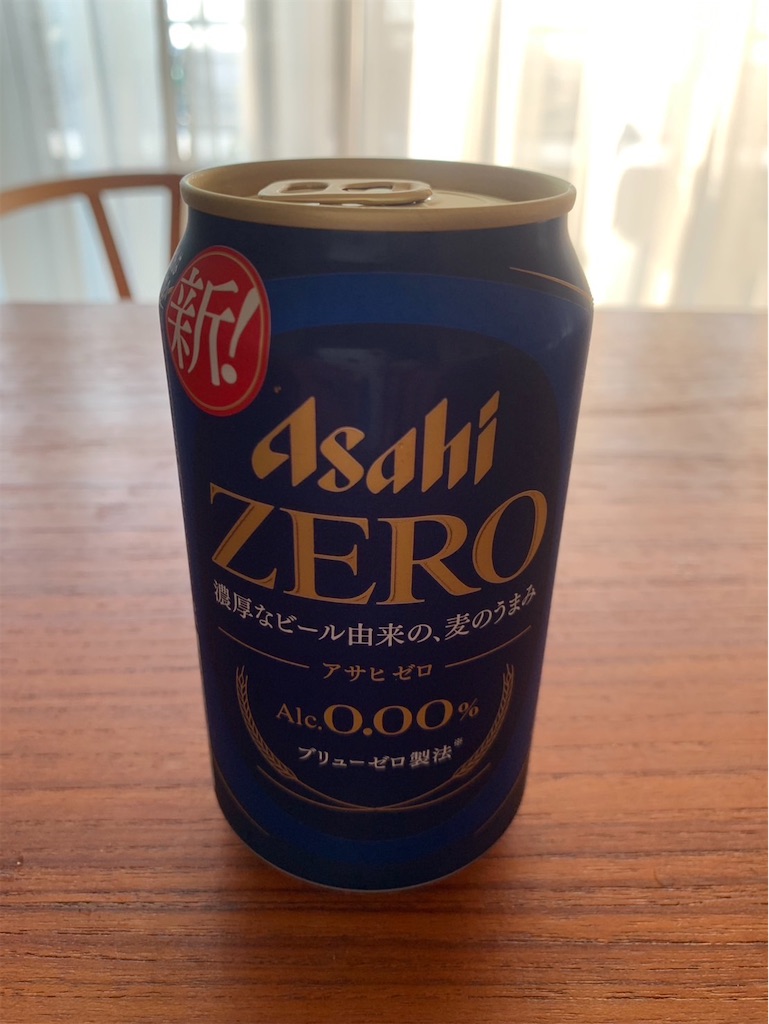 新!
Asahi
ZERO
濃厚なビール由来の、麦のうまみ
アサヒ ゼロ
Alc.0.00%
ブリューゼロ製法※